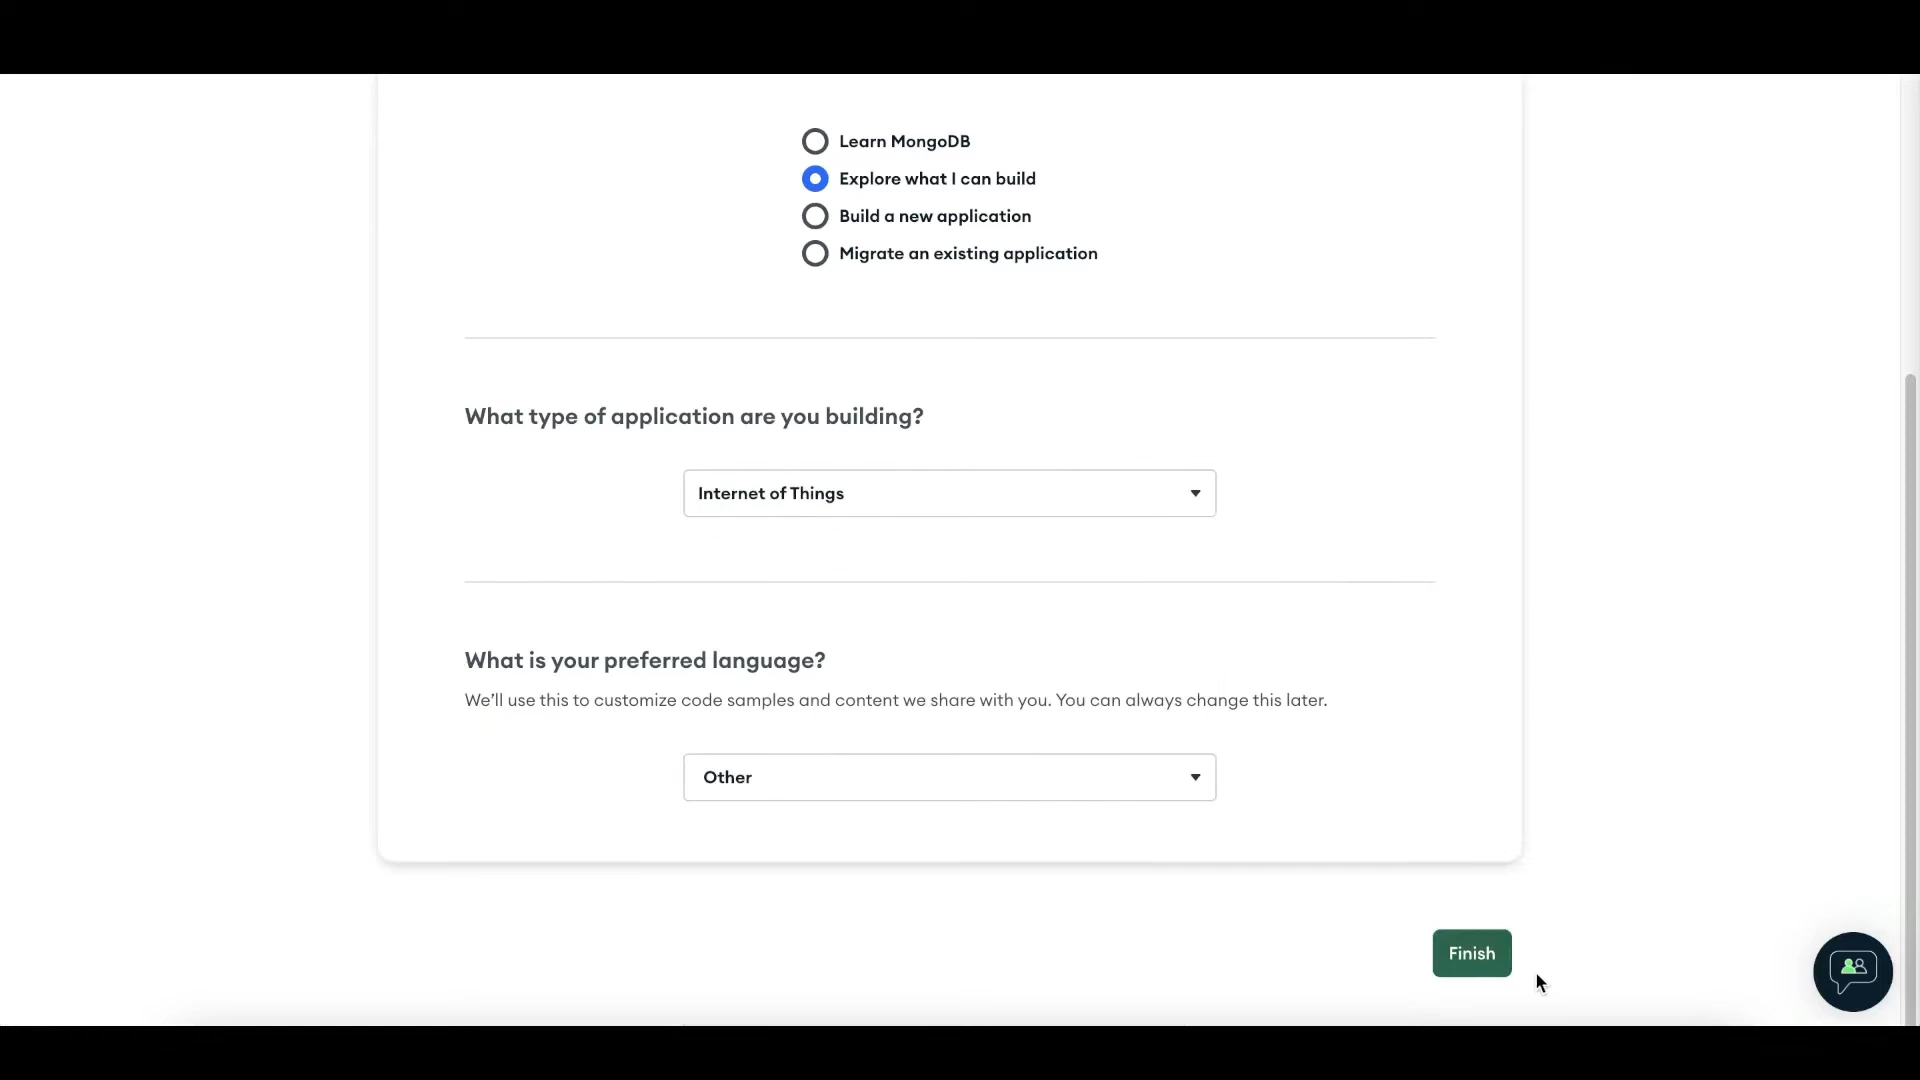 Learn MongoDB
Explore what I can build
Build a new application
Migrate an existing application
What type of application are you building?
Internet of Things
What is your preferred language?
We’ll use this to customize code samples and content we share with you. You can always change this later.
Other
Finish